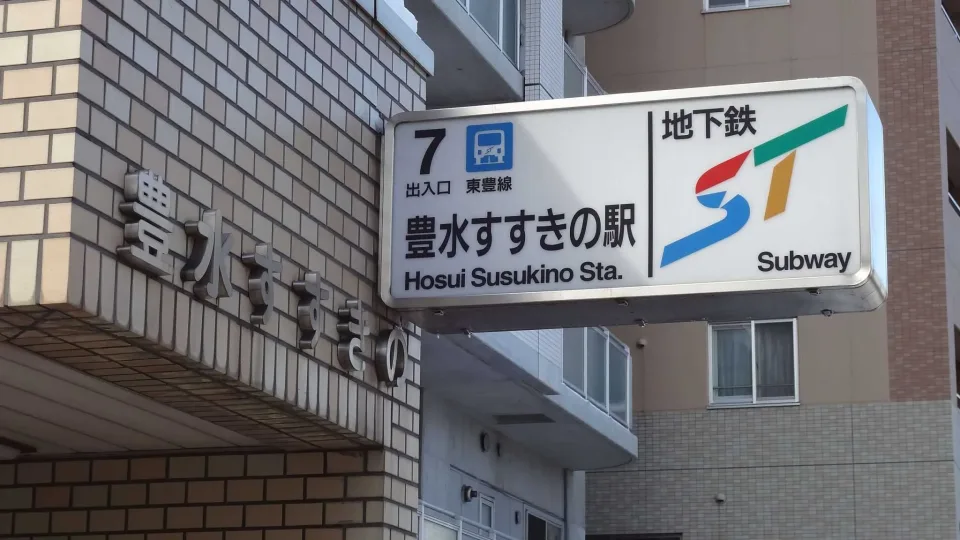 豊水すすきの
7
出入口 東豊線
豊水すすきの駅
Hosui Susukino Sta.
地下鉄
ST
Subway